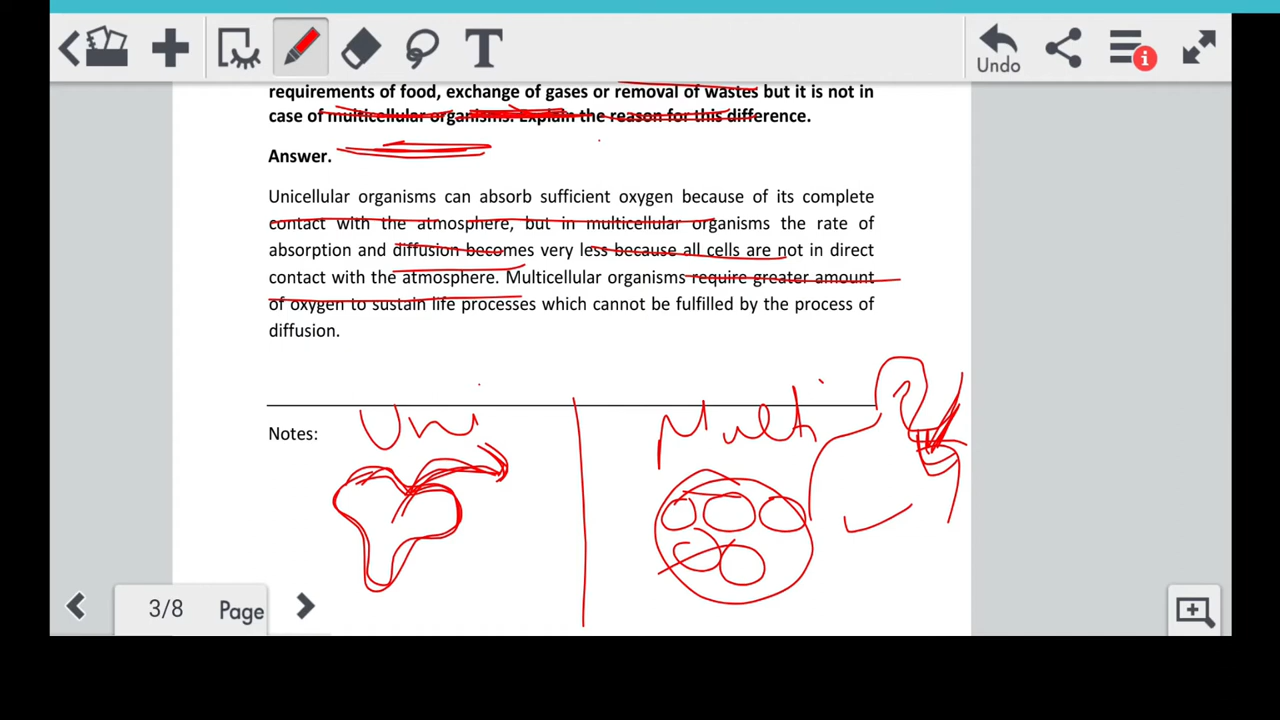 T
Undo
i
requirements of food, exchange of gases or removal of wastes but it is not in
case of multicellular organisms. Explain the reason for this difference.
Answer.
Unicellular organisms can absorb sufficient oxygen because of its complete
contact with the atmosphere, but in multicellular organisms the rate of
absorption and diffusion becomes very less because all cells are not in direct
contact with the atmosphere. Multicellular organisms require greater amount
of oxygen to sustain life processes which cannot be fulfilled by the process of
diffusion.
Notes:
Uni
Multi
3/8 Page